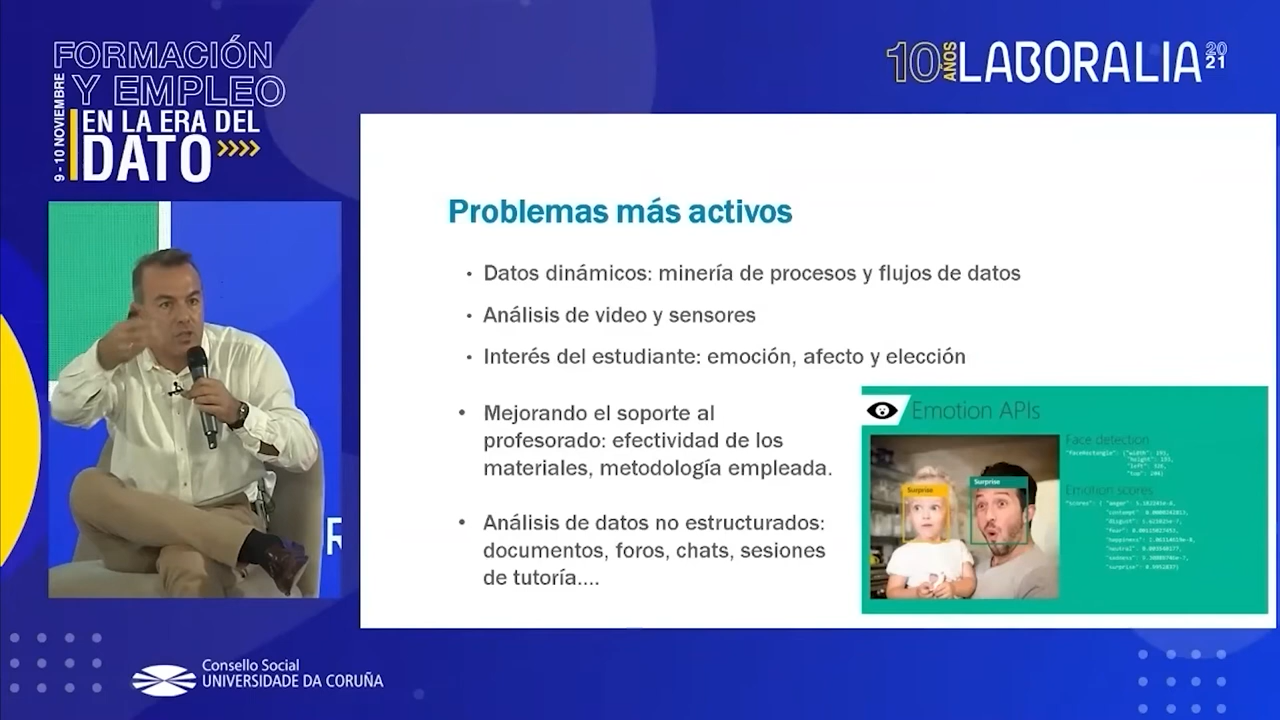 FORMACIÓN
Y EMPLEO
EN LA ERA DEL
DATO
9 - 10 NOVIEMBRE
10 AÑOS LABORALIA 20
21
Problemas más activos
• Datos dinámicos: minería de procesos y flujos de datos
• Análisis de video y sensores
• Interés del estudiante: emoción, afecto y elección
• Mejorando el soporte al
profesorado: efectividad de los
materiales, metodología empleada.
• Análisis de datos no estructurados:
documentos, foros, chats, sesiones
de tutoría....
Emotion APIs
Face detection
Emotion scores
Surprise
Surprise
R
Consello Social
UNIVERSIDADE DA CORUÑA